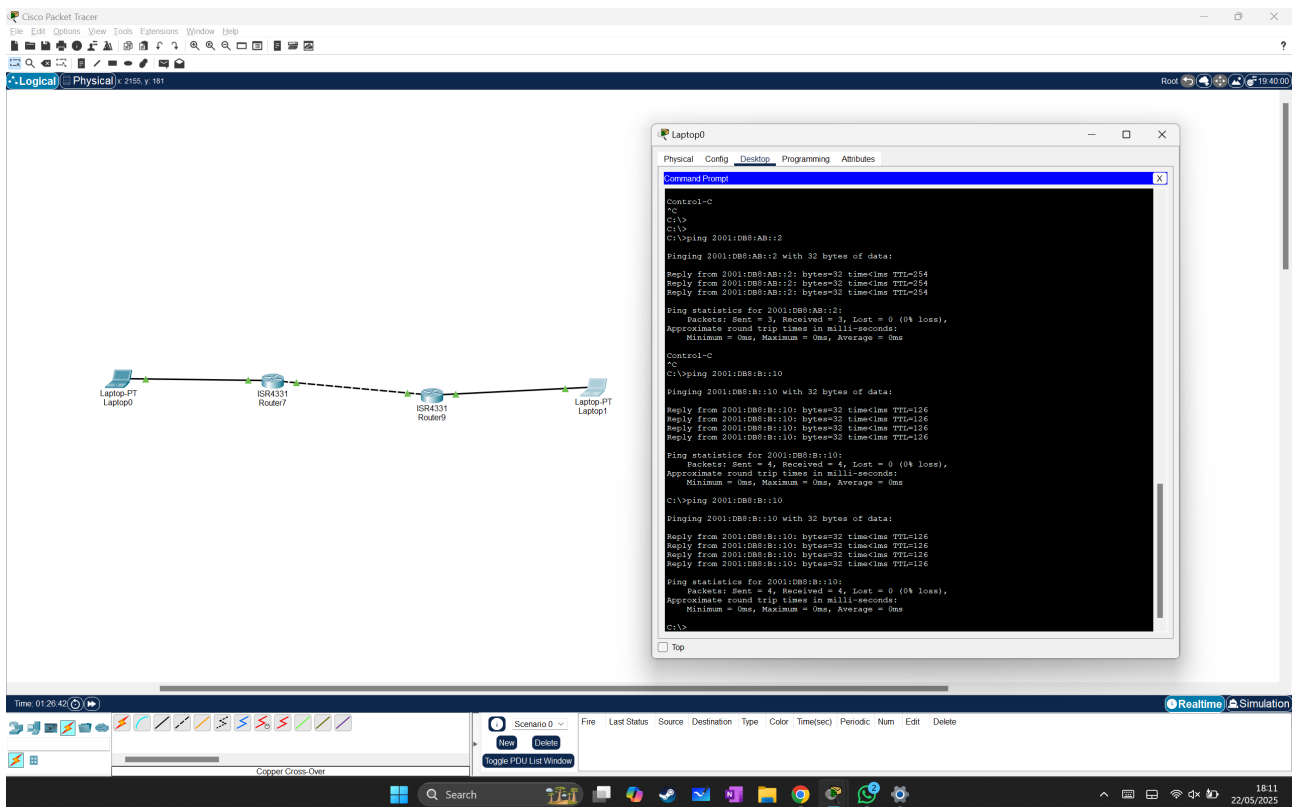 Cisco Packet Tracer
File Edit Options View Tools Extensions Window Help
?
Logical Physical x: 2155, y: 181
Root 19:40:00
Laptop-PT
Laptop0
ISR4331
Router7
ISR4331
Router9
Laptop-PT
Laptop1
Laptop0
Physical Config Desktop Programming Attributes
Command Prompt
X
Control-C
^C
C:\>
C:\>
C:\>ping 2001:DB8:AB::2
Pinging 2001:DB8:AB::2 with 32 bytes of data:
Reply from 2001:DB8:AB::2: bytes=32 time<1ms TTL=254
Reply from 2001:DB8:AB::2: bytes=32 time<1ms TTL=254
Reply from 2001:DB8:AB::2: bytes=32 time<1ms TTL=254
Ping statistics for 2001:DB8:AB::2:
Packets: Sent = 3, Received = 3, Lost = 0 (0% loss),
Approximate round trip times in milli-seconds:
Minimum = 0ms, Maximum = 0ms, Average = 0ms
Control-C
^C
C:\>ping 2001:DB8:B::10
Pinging 2001:DB8:B::10 with 32 bytes of data:
Reply from 2001:DB8:B::10: bytes=32 time<1ms TTL=126
Reply from 2001:DB8:B::10: bytes=32 time<1ms TTL=126
Reply from 2001:DB8:B::10: bytes=32 time<1ms TTL=126
Reply from 2001:DB8:B::10: bytes=32 time<1ms TTL=126
Ping statistics for 2001:DB8:B::10:
Packets: Sent = 4, Received = 4, Lost = 0 (0% loss),
Approximate round trip times in milli-seconds:
Minimum = 0ms, Maximum = 0ms, Average = 0ms
C:\>ping 2001:DB8:B::10
Pinging 2001:DB8:B::10 with 32 bytes of data:
Reply from 2001:DB8:B::10: bytes=32 time<1ms TTL=126
Reply from 2001:DB8:B::10: bytes=32 time<1ms TTL=126
Reply from 2001:DB8:B::10: bytes=32 time<1ms TTL=126
Reply from 2001:DB8:B::10: bytes=32 time<1ms TTL=126
Ping statistics for 2001:DB8:B::10:
Packets: Sent = 4, Received = 4, Lost = 0 (0% loss),
Approximate round trip times in milli-seconds:
Minimum = 0ms, Maximum = 0ms, Average = 0ms
C:\>
Top
Time: 01:26:42
Realtime Simulation
Scenario 0
New Delete
Toggle PDU List Window
Fire Last Status Source Destination Type Color Time(sec) Periodic Num Edit Delete
Copper Cross-Over
Search
2
18:11
22/05/2025